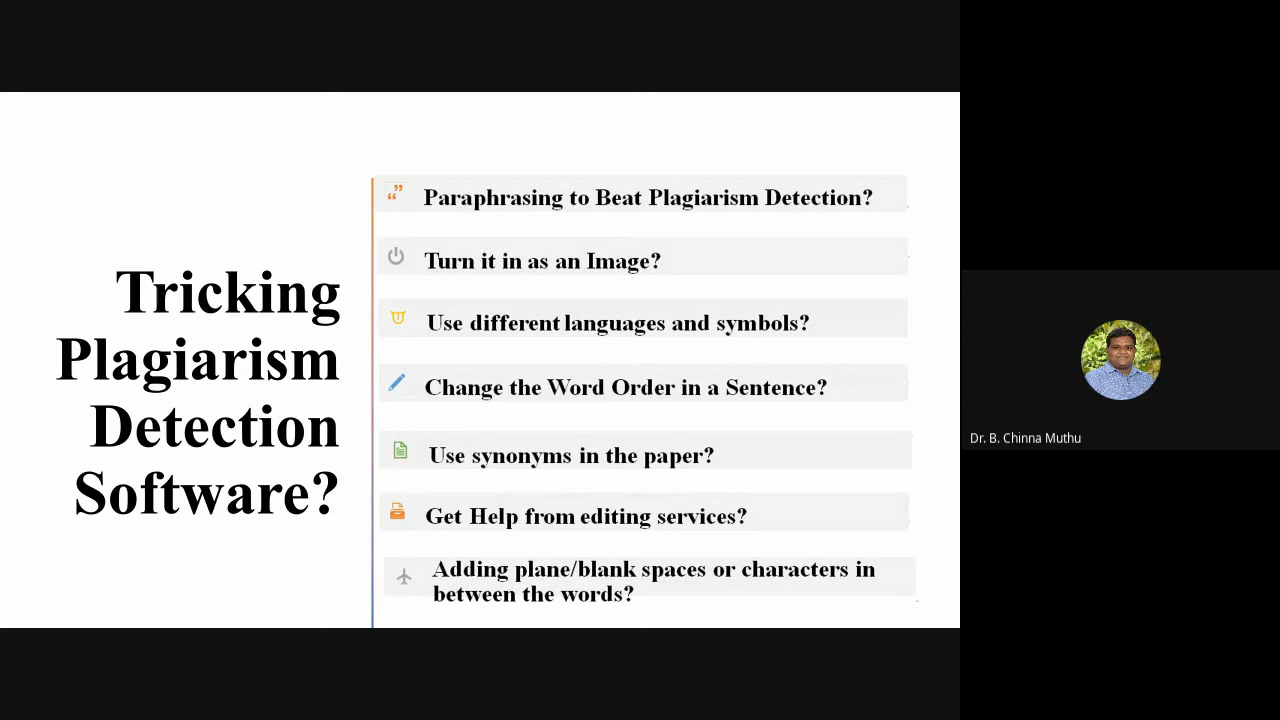 Tricking
Plagiarism
Detection
Software?
Paraphrasing to Beat Plagiarism Detection?
Turn it in as an Image?
Use different languages and symbols?
Change the Word Order in a Sentence?
Use synonyms in the paper?
Get Help from editing services?
Adding plane/blank spaces or characters in
between the words?
Dr. B. Chinna Muthu